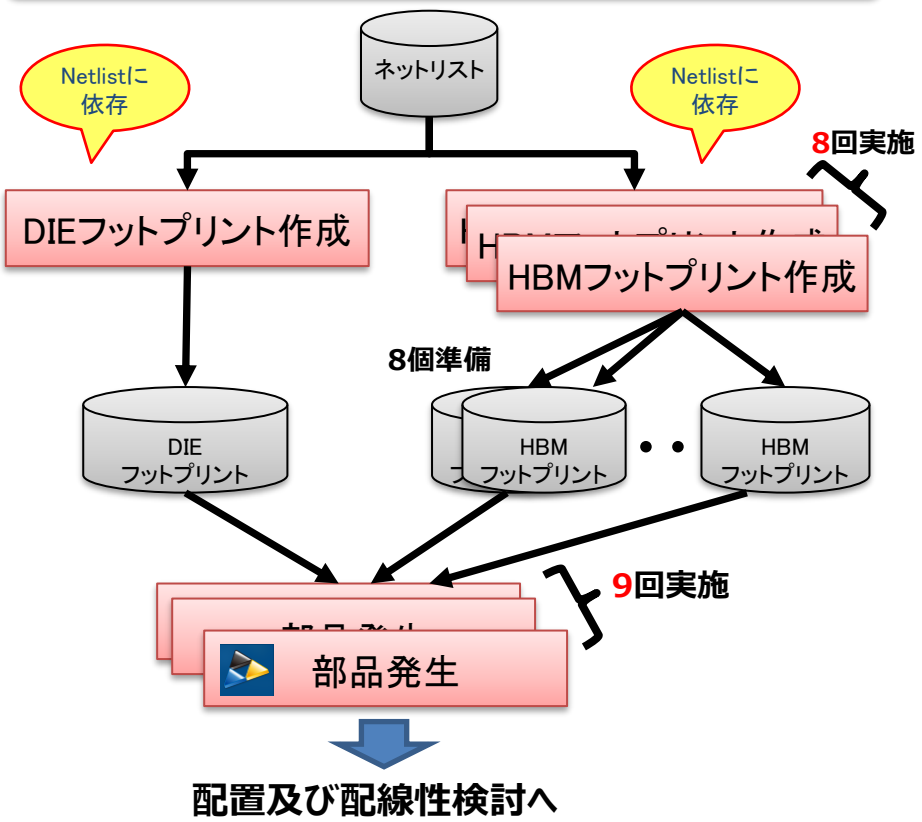 ネットリスト
Netlistに
依存
Netlistに
依存
8回実施
DIEフットプリント作成
HBMフットプリント作成
8個準備
DIE
フットプリント
HBM
フットプリント
・・
HBM
フットプリント
9回実施
部品発生
部品発生
配置及び配線性検討へ